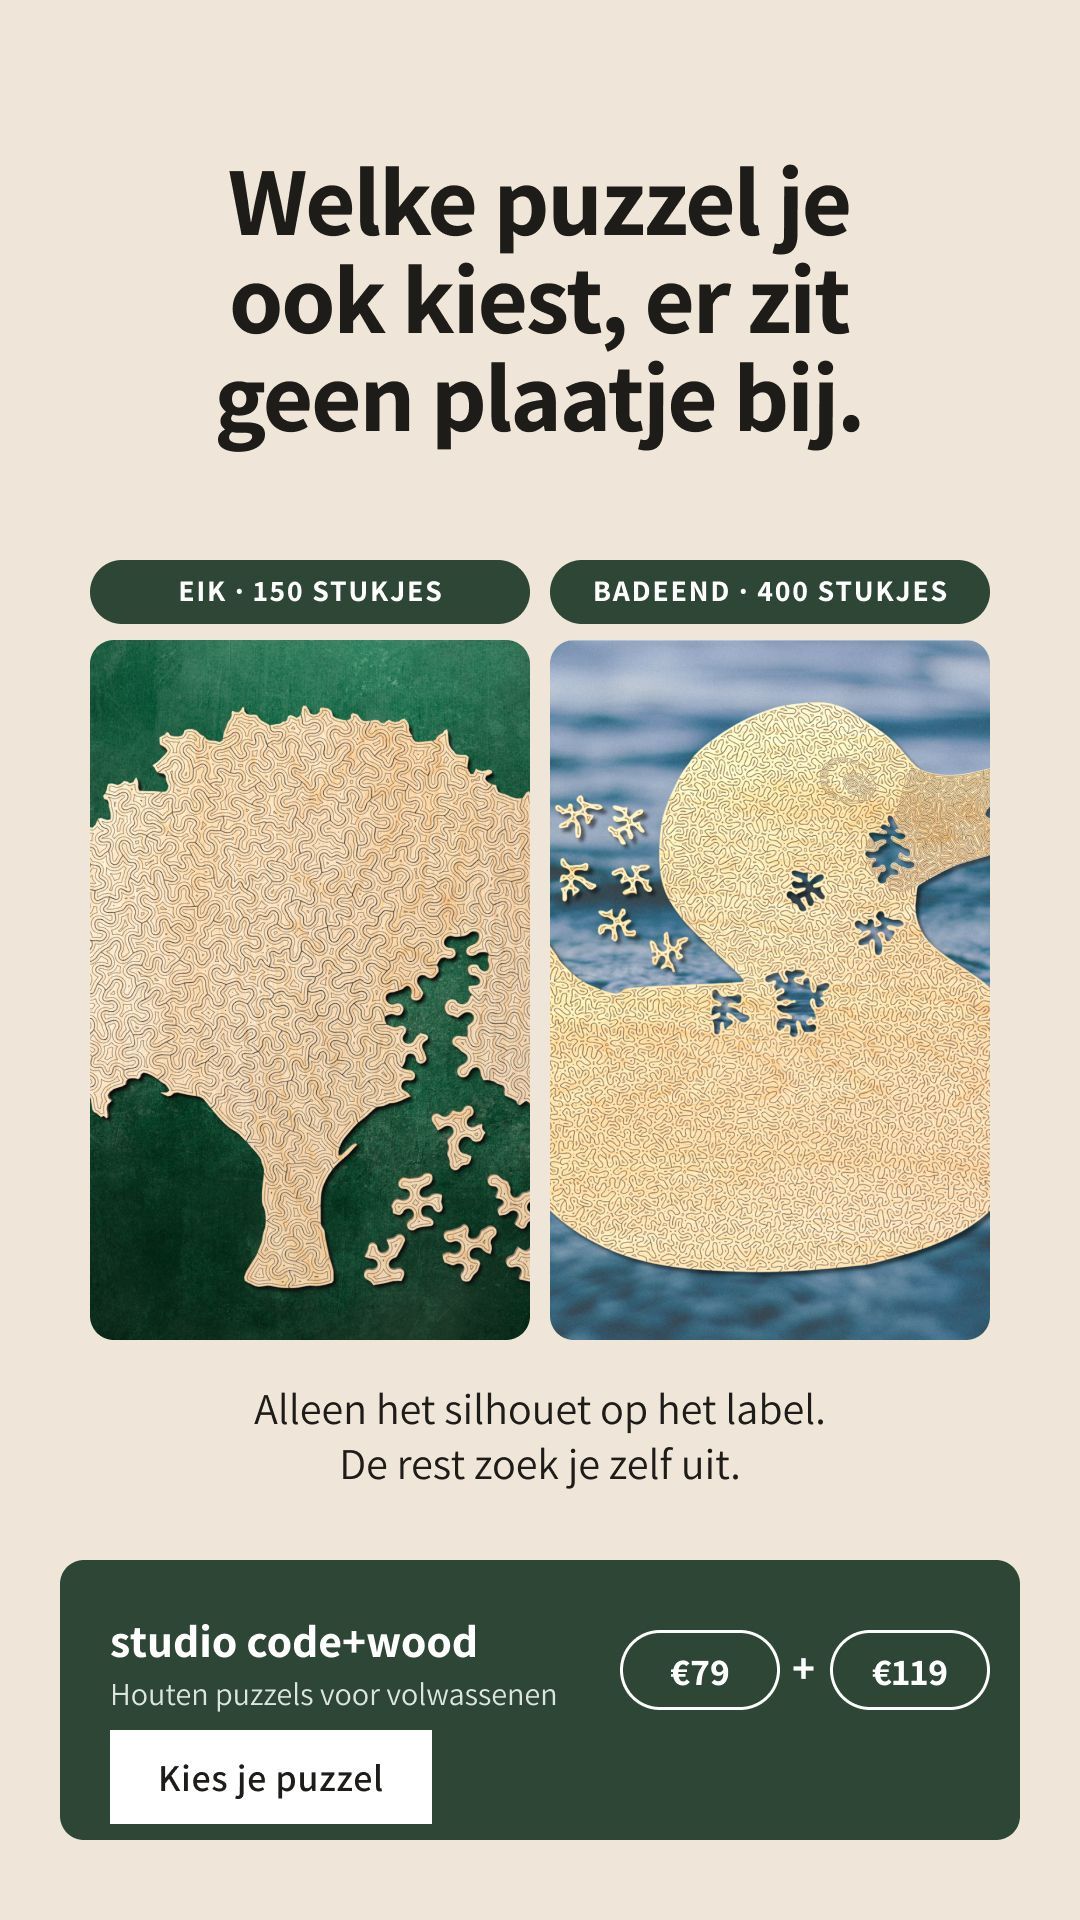 Welke puzzel je
ook kiest, er zit
geen plaatje bij.
EIK · 150 STUKJES
BADEEND · 400 STUKJES
Alleen het silhouet op het label.
De rest zoek je zelf uit.
studio code+wood
Houten puzzels voor volwassenen
€79 + €119
Kies je puzzel